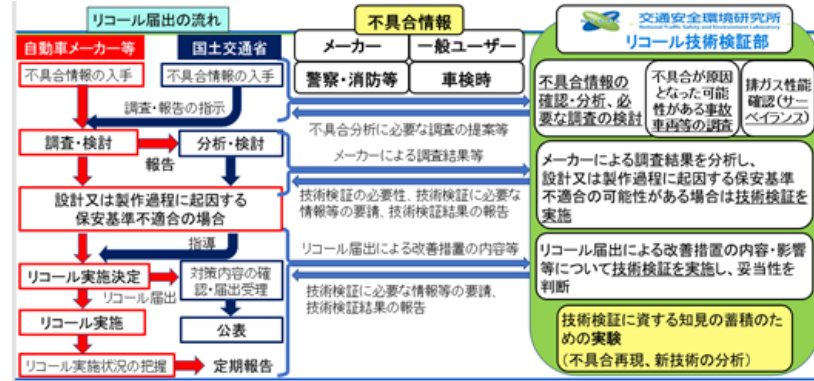 リコール届出の流れ
自動車メーカー等
国土交通省
不具合情報の入手
不具合情報の入手
調査・報告の指示
調査・検討
報告
分析・検討
設計又は製作過程に起因する
保安基準不適合の場合
指導
リコール実施決定
リコール届出
対策内容の確
認・届出受理
リコール実施
公表
リコール実施状況の把握
定期報告
不具合情報
メーカー
一般ユーザー
警察・消防等
車検時
不具合分析に必要な調査の提案等
メーカーによる調査結果等
技術検証の必要性、技術検証に必要な
情報等の要請、技術検証結果の報告
リコール届出による改善措置の内容等
技術検証に必要な情報等の要請、
技術検証結果の報告
交通安全環境研究所
National Traffic Safety and Environment Laboratory
リコール技術検証部
不具合情報の
確認・分析、必
要な調査の検討
不具合が原因
となった可能
性がある事故
車両等の調査
排ガス性能
確認(サー
ベイランス)
メーカーによる調査結果を分析し、
設計又は製作過程に起因する保安基準
不適合の可能性がある場合は技術検証を
実施
リコール届出による改善措置の内容・影響
等について技術検証を実施し、妥当性を
判断
技術検証に資する知見の蓄積のた
めの実験
(不具合再現、新技術の分析)